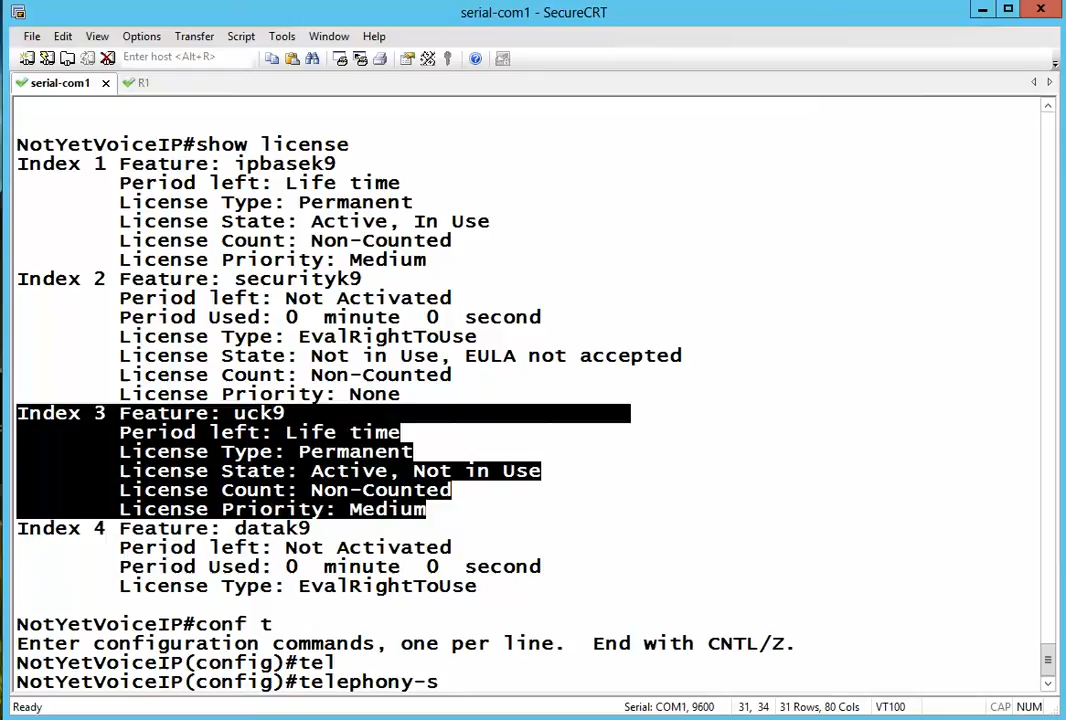 serial-com1 - SecureCRT
File Edit View Options Transfer Script Tools Window Help
Enter host <Alt+R>
serial-com1 R1
NotYetVoiceIP#show license
Index 1 Feature: ipbasek9
Period left: Life time
License Type: Permanent
License State: Active, In Use
License Count: Non-Counted
License Priority: Medium
Index 2 Feature: securityk9
Period left: Not Activated
Period Used: 0 minute 0 second
License Type: EvalRightToUse
License State: Not in Use, EULA not accepted
License Count: Non-Counted
License Priority: None
Index 3 Feature: uck9
Period left: Life time
License Type: Permanent
License State: Active, Not in Use
License Count: Non-Counted
License Priority: Medium
Index 4 Feature: datak9
Period left: Not Activated
Period Used: 0 minute 0 second
License Type: EvalRightToUse
NotYetVoiceIP#conf t
Enter configuration commands, one per line. End with CNTL/Z.
NotYetVoiceIP(config)#tel
NotYetVoiceIP(config)#telephony-s
Ready Serial: COM1, 9600 31, 34 31 Rows, 80 Cols VT100 CAP NUM